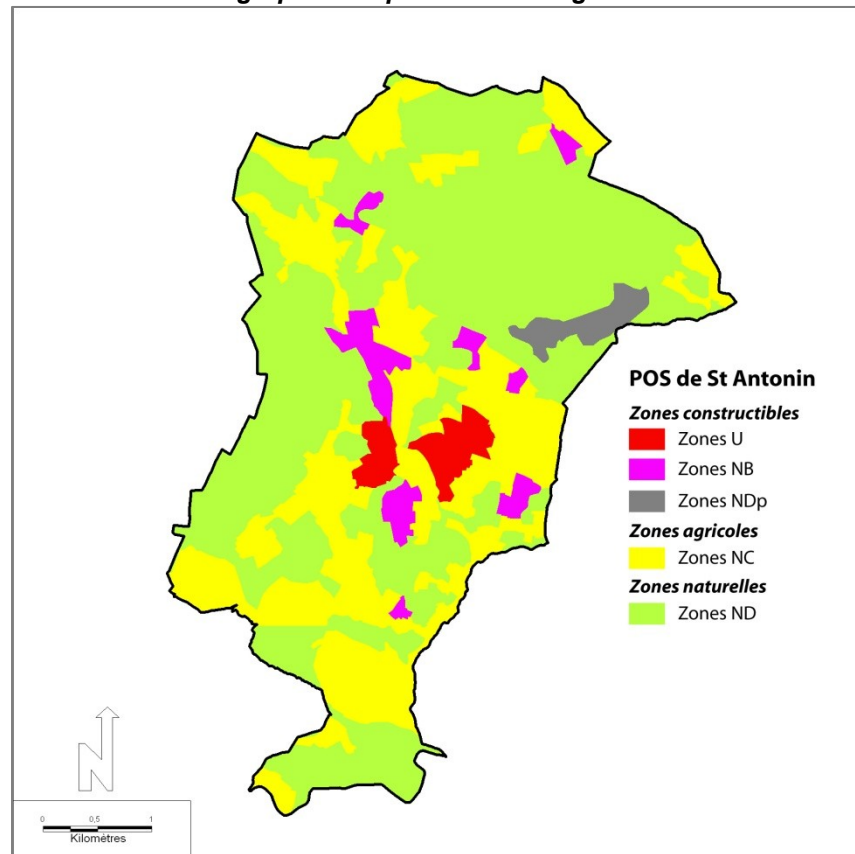 POS de St Antonin
Zones constructibles
Zones U
Zones NB
Zones NDp
Zones agricoles
Zones NC
Zones naturelles
Zones ND
N
0 0,5 1
Kilomètres